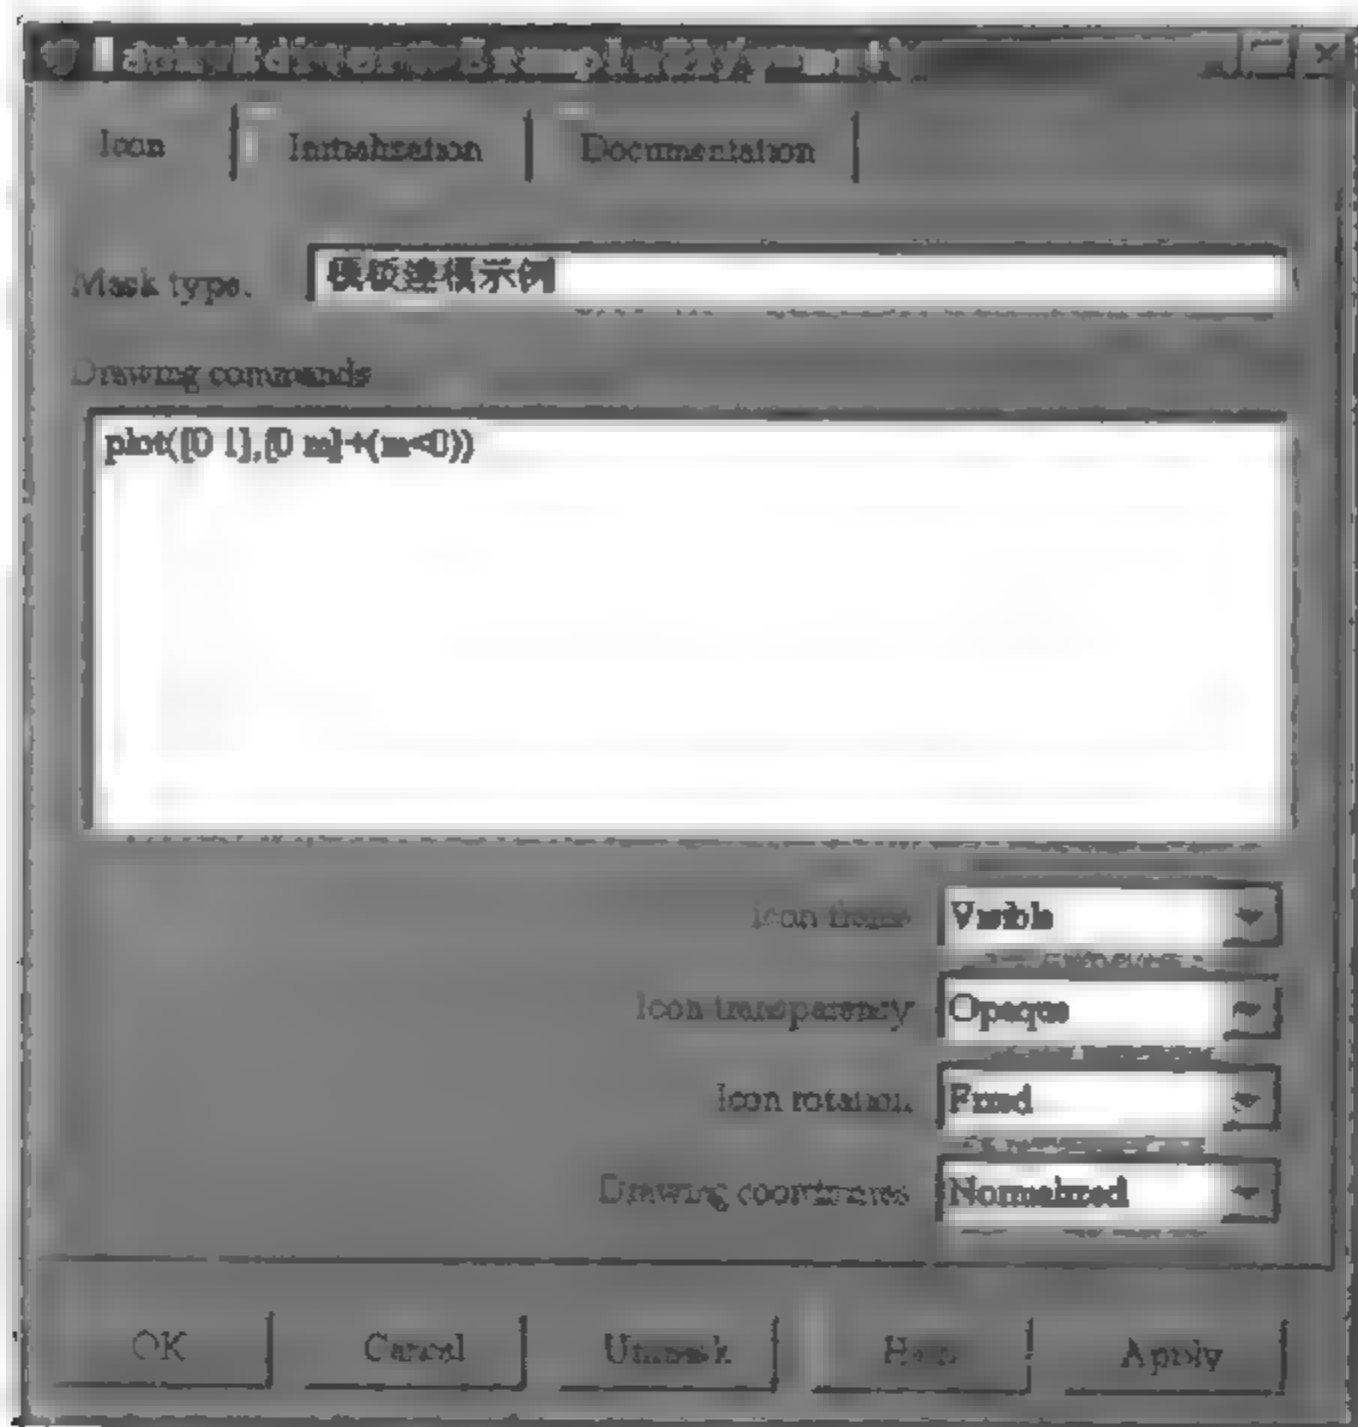 Icon Initialization Documentation
Mask type: 模板建模示例
Drawing commands
plot([0 1],[0 m]+(m<0))
Icon frame Visible
Icon transparency Opaque
Icon rotation Fixed
Drawing coordinates Normalized
OK Cancel Unmask Help Apply